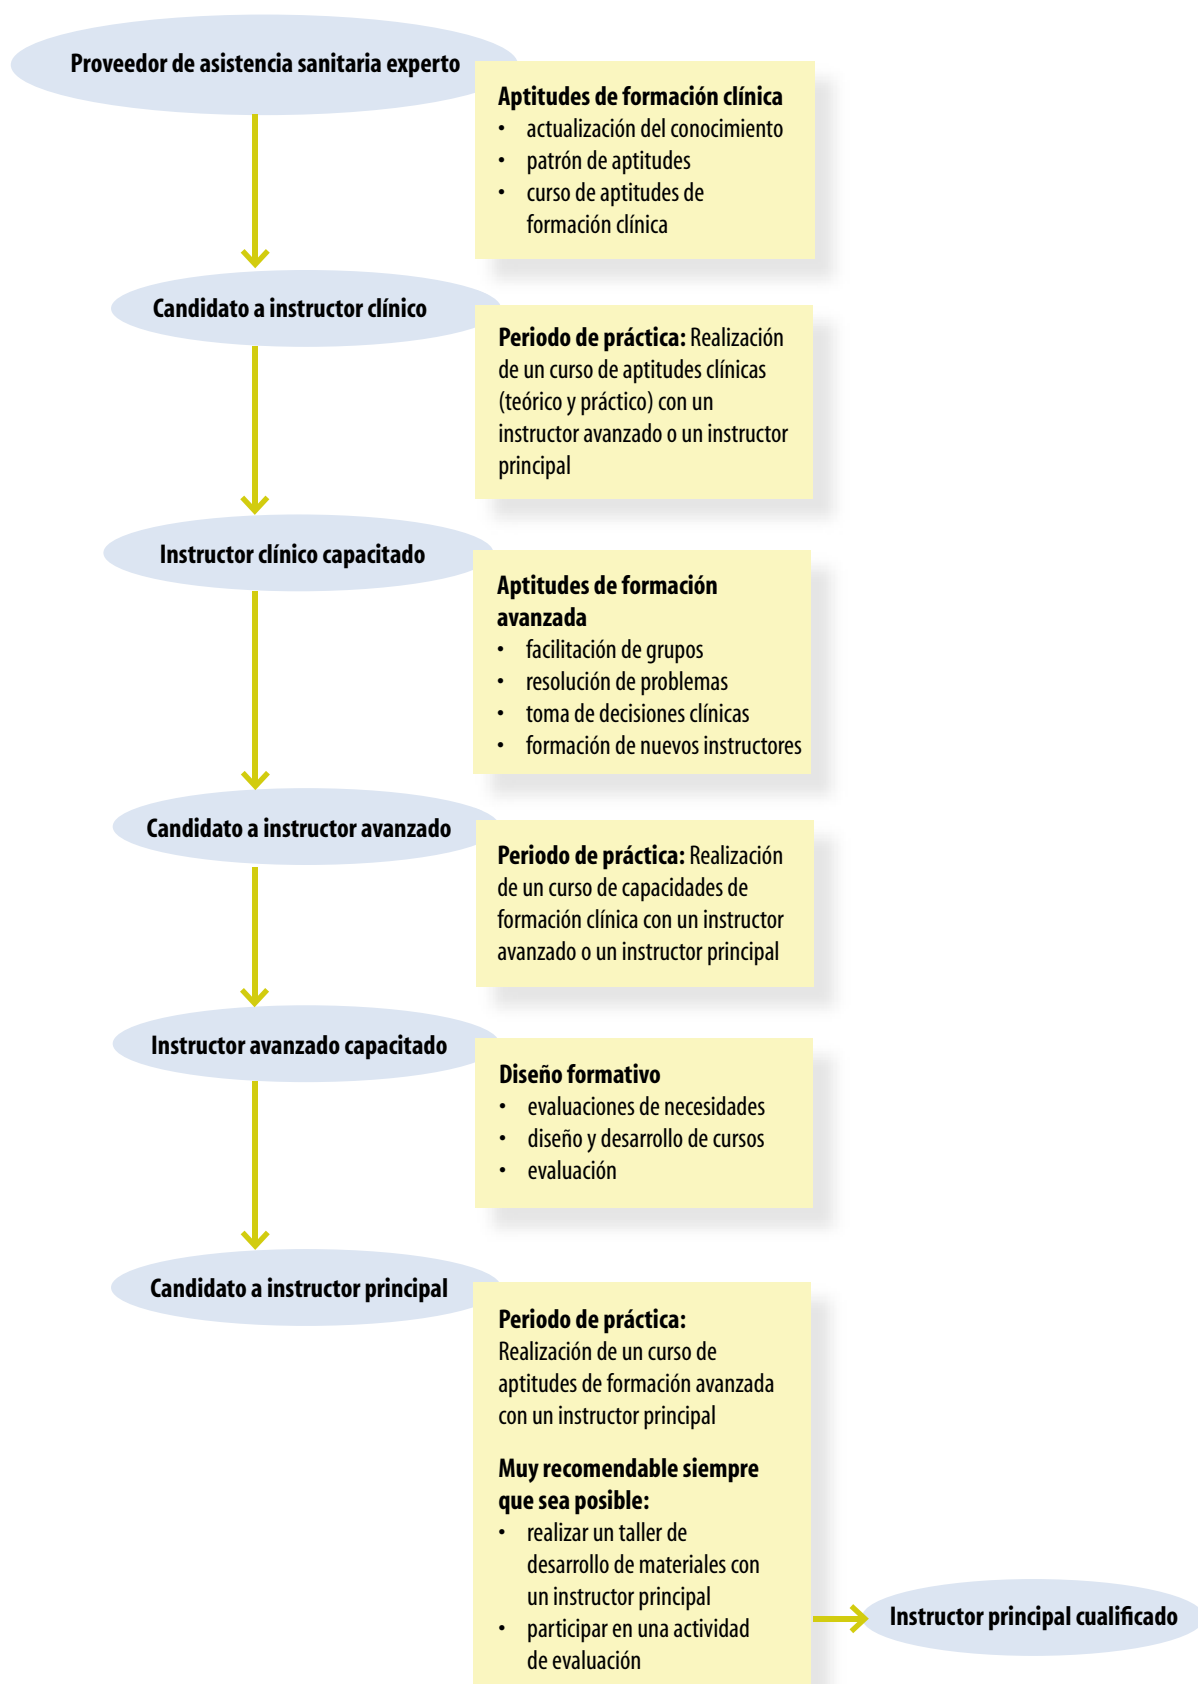 Proveedor de asistencia sanitaria experto
Aptitudes de formación clínica
• actualización del conocimiento
• patrón de aptitudes
• curso de aptitudes de
formación clínica
Candidato a instructor clínico
Periodo de práctica: Realización
de un curso de aptitudes clínicas
(teórico y práctico) con un
instructor avanzado o un instructor
principal
Instructor clínico capacitado
Aptitudes de formación
avanzada
• facilitación de grupos
• resolución de problemas
• toma de decisiones clínicas
• formación de nuevos instructores
Candidato a instructor avanzado
Periodo de práctica: Realización
de un curso de capacidades de
formación clínica con un instructor
avanzado o un instructor principal
Instructor avanzado capacitado
Diseño formativo
• evaluaciones de necesidades
• diseño y desarrollo de cursos
• evaluación
Candidato a instructor principal
Periodo de práctica:
Realización de un curso de
aptitudes de formación avanzada
con un instructor principal
Muy recomendable siempre
que sea posible:
• realizar un taller de
desarrollo de materiales con
un instructor principal
• participar en una actividad
de evaluación
Instructor principal cualificado